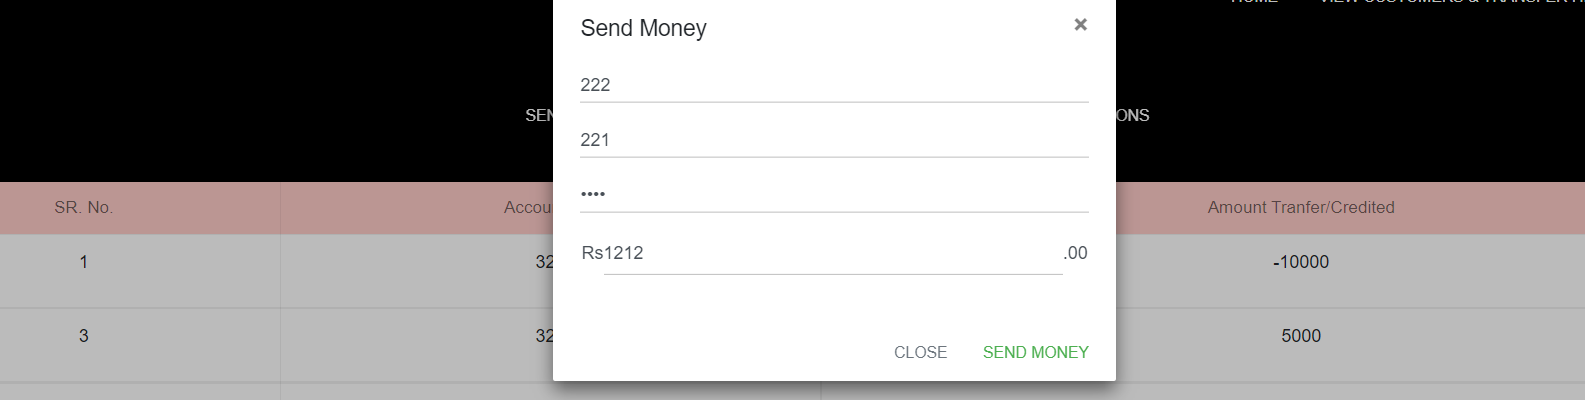 Send Money ×
222
221
••••
Rs1212 .00
CLOSE SEND MONEY
SR. No. Amount Tranfer/Credited
1 -10000
3 5000